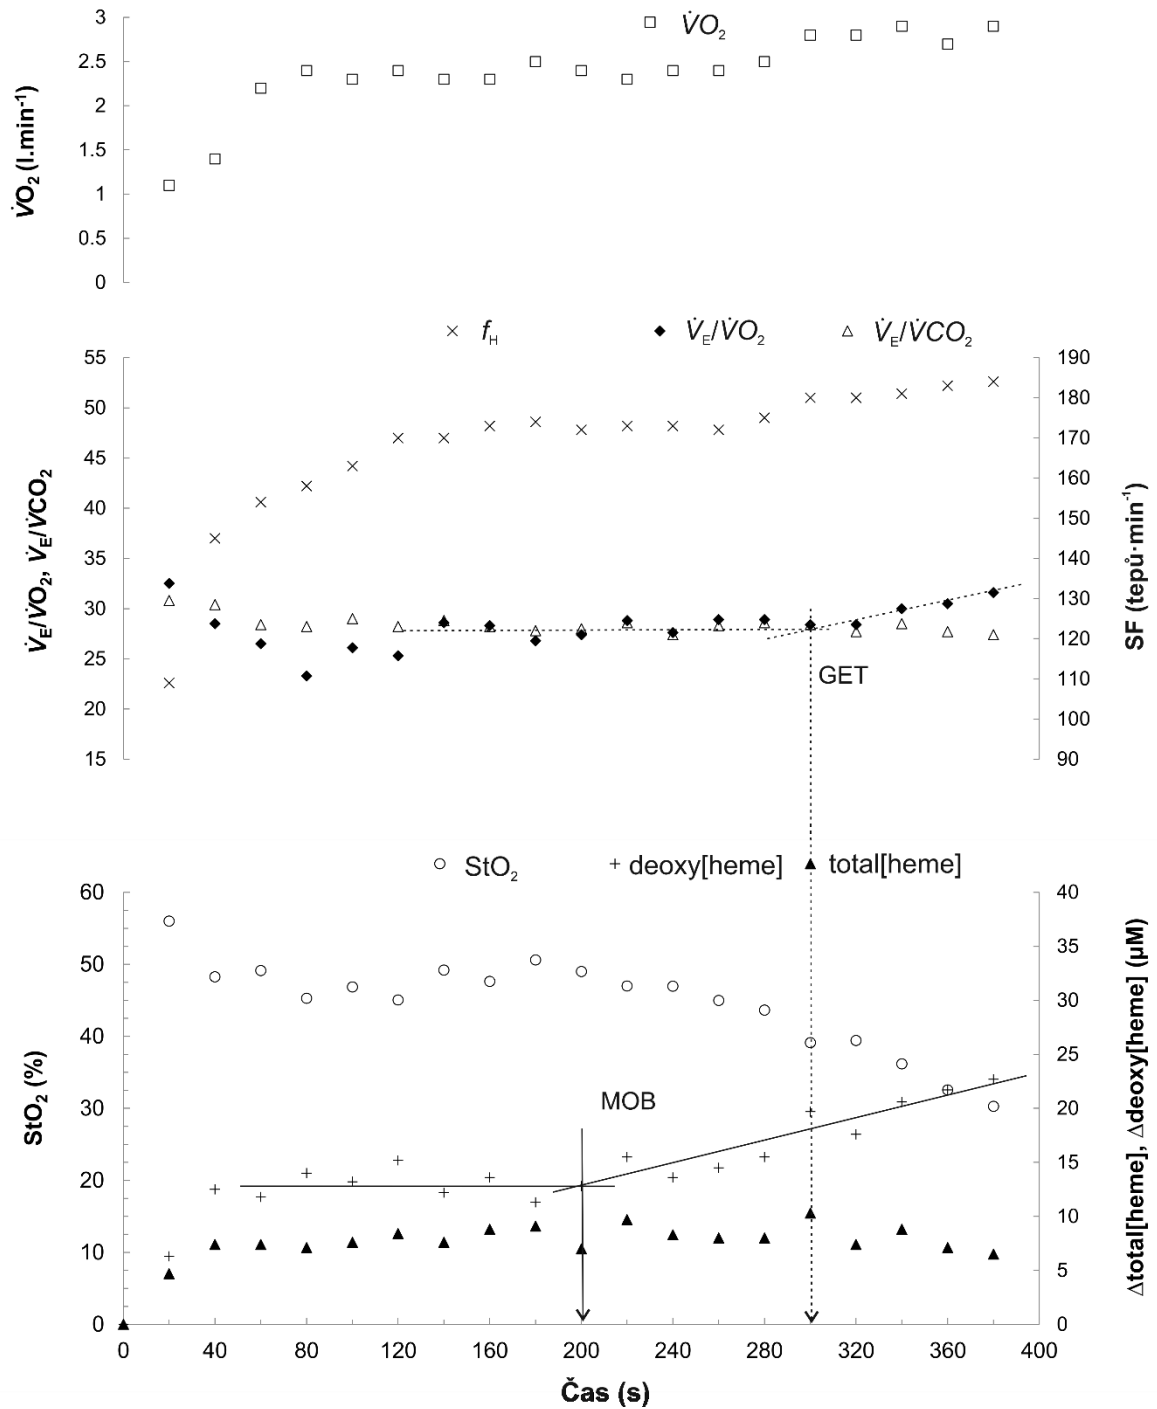 V̇O₂
3
2.5
2
1.5
1
0.5
0
V̇O₂ (l.min⁻¹)
fH V̇E/V̇O₂ V̇E/V̇CO₂
55 190
50 180
45 170
40 160
35 150
30 140
25 130
20 120
15 110
100
90
V̇E/V̇O₂, V̇E/V̇CO₂
SF (tepů·min⁻¹)
GET
StO₂ deoxy[heme] total[heme]
60 40
50 35
40 30
30 25
20 20
10 15
0 10
5
0
StO₂ (%)
Δtotal[heme], Δdeoxy[heme] (µM)
MOB
0 40 80 120 160 200 240 280 320 360 400
Čas (s)